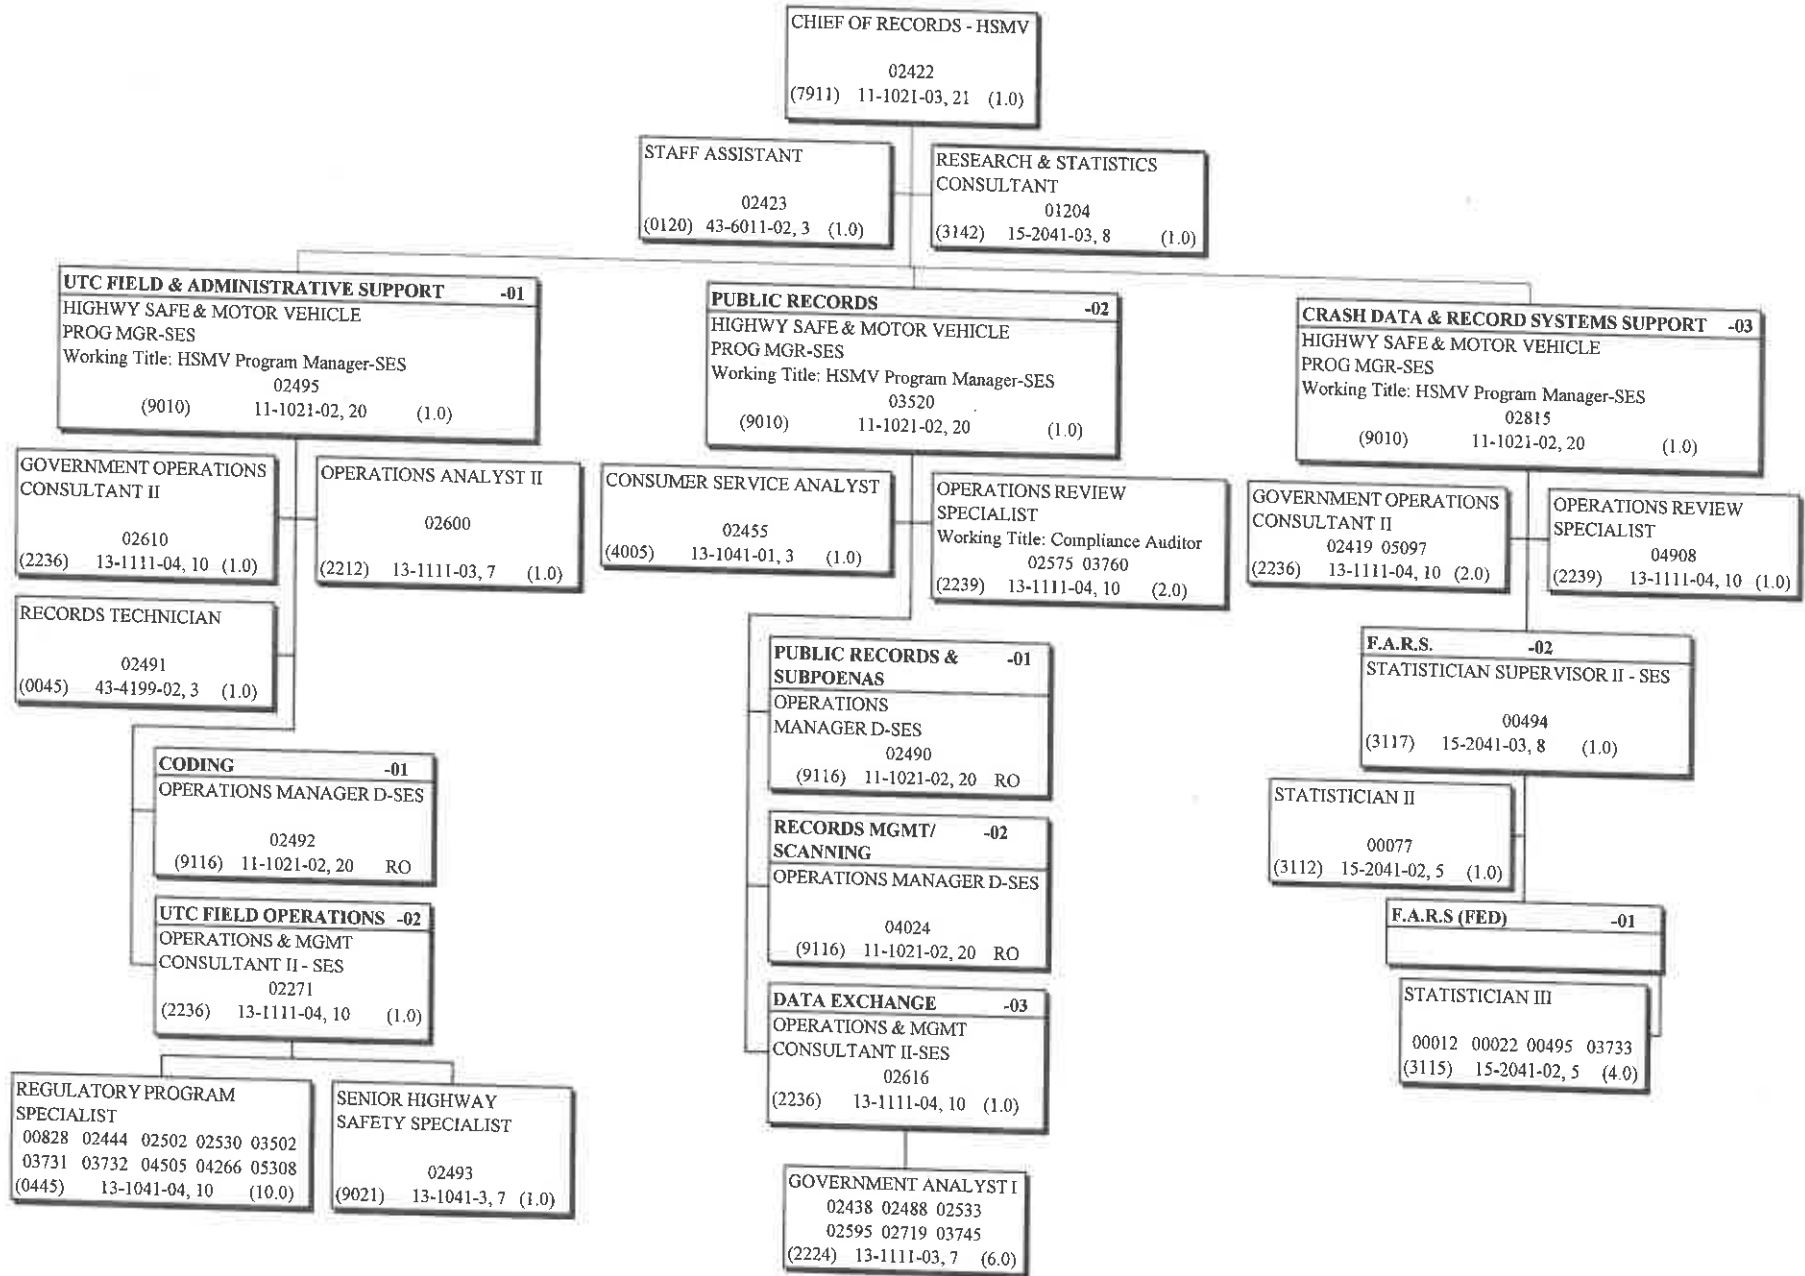 CHIEF OF RECORDS - HSMV
02422
(7911) 11-1021-03, 21 (1.0)
STAFF ASSISTANT
02423
(0120) 43-6011-02, 3 (1.0)
RESEARCH & STATISTICS
CONSULTANT
01204
(3142) 15-2041-03, 8 (1.0)
UTC FIELD & ADMINISTRATIVE SUPPORT -01
HIGHWY SAFE & MOTOR VEHICLE
PROG MGR-SES
Working Title: HSMV Program Manager-SES
02495
(9010) 11-1021-02, 20 (1.0)
GOVERNMENT OPERATIONS
CONSULTANT II
02610
(2236) 13-1111-04, 10 (1.0)
OPERATIONS ANALYST II
02600
(2212) 13-1111-03, 7 (1.0)
RECORDS TECHNICIAN
02491
(0045) 43-4199-02, 3 (1.0)
CODING -01
OPERATIONS MANAGER D-SES
02492
(9116) 11-1021-02, 20 RO
UTC FIELD OPERATIONS -02
OPERATIONS & MGMT
CONSULTANT II - SES
02271
(2236) 13-1111-04, 10 (1.0)
REGULATORY PROGRAM
SPECIALIST
00828 02444 02502 02530 03502
03731 03732 04505 04266 05308
(0445) 13-1041-04, 10 (10.0)
SENIOR HIGHWAY
SAFETY SPECIALIST
02493
(9021) 13-1041-3, 7 (1.0)
PUBLIC RECORDS -02
HIGHWY SAFE & MOTOR VEHICLE
PROG MGR-SES
Working Title: HSMV Program Manager-SES
03520
(9010) 11-1021-02, 20 (1.0)
CONSUMER SERVICE ANALYST
02455
(4005) 13-1041-01, 3 (1.0)
OPERATIONS REVIEW
SPECIALIST
Working Title: Compliance Auditor
02575 03760
(2239) 13-1111-04, 10 (2.0)
PUBLIC RECORDS & -01
SUBPOENAS
OPERATIONS
MANAGER D-SES
02490
(9116) 11-1021-02, 20 RO
RECORDS MGMT/ -02
SCANNING
OPERATIONS MANAGER D-SES
04024
(9116) 11-1021-02, 20 RO
DATA EXCHANGE -03
OPERATIONS & MGMT
CONSULTANT II-SES
02616
(2236) 13-1111-04, 10 (1.0)
GOVERNMENT ANALYST I
02438 02488 02533
02595 02719 03745
(2224) 13-1111-03, 7 (6.0)
CRASH DATA & RECORD SYSTEMS SUPPORT -03
HIGHWY SAFE & MOTOR VEHICLE
PROG MGR-SES
Working Title: HSMV Program Manager-SES
02815
(9010) 11-1021-02, 20 (1.0)
GOVERNMENT OPERATIONS
CONSULTANT II
02419 05097
(2236) 13-1111-04, 10 (2.0)
OPERATIONS REVIEW
SPECIALIST
04908
(2239) 13-1111-04, 10 (1.0)
F.A.R.S. -02
STATISTICIAN SUPERVISOR II - SES
00494
(3117) 15-2041-03, 8 (1.0)
STATISTICIAN II
00077
(3112) 15-2041-02, 5 (1.0)
F.A.R.S (FED) -01
STATISTICIAN III
00012 00022 00495 03733
(3115) 15-2041-02, 5 (4.0)